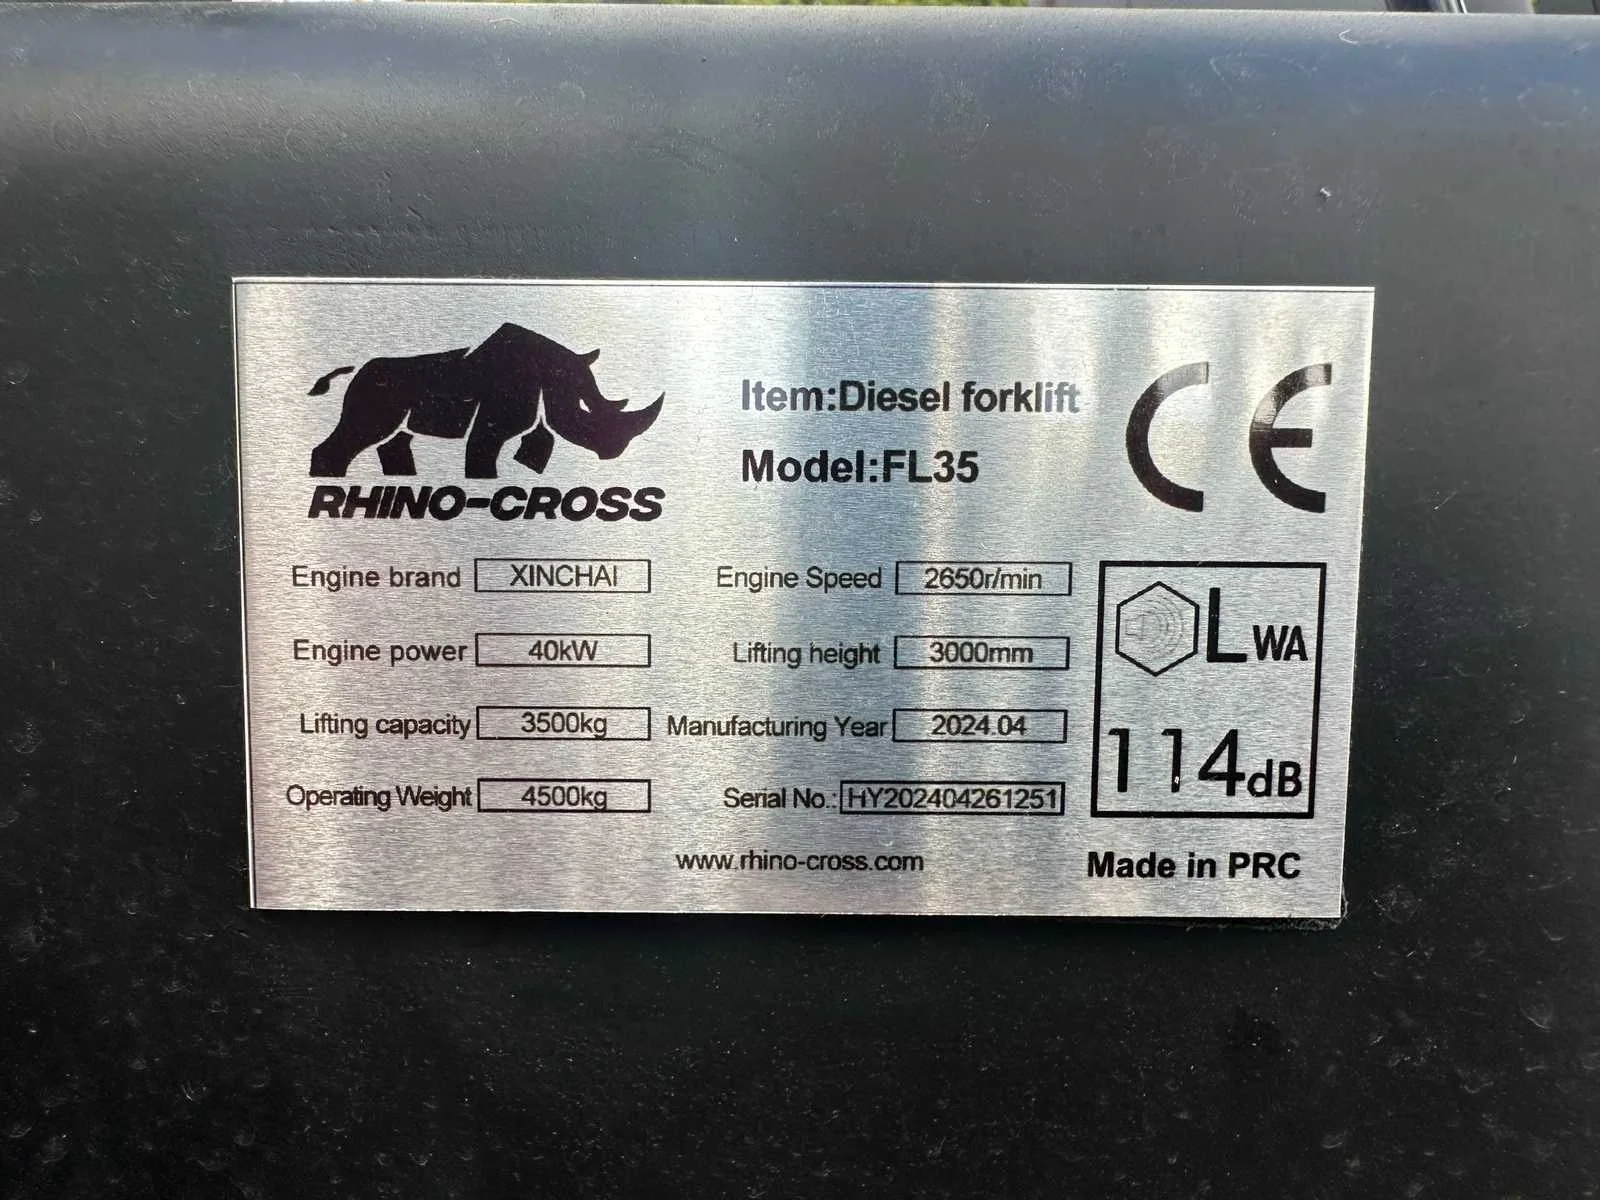 RHINO-CROSS
Item:Diesel forklift
Model:FL35
CE
Engine brand XINCHAI
Engine Speed 2650r/min
Engine power 40kW
Lifting height 3000mm
Lifting capacity 3500kg
Manufacturing Year 2024.04
Operating Weight 4500kg
Serial No.: HY202404261251
LWA
114dB
www.rhino-cross.com
Made in PRC